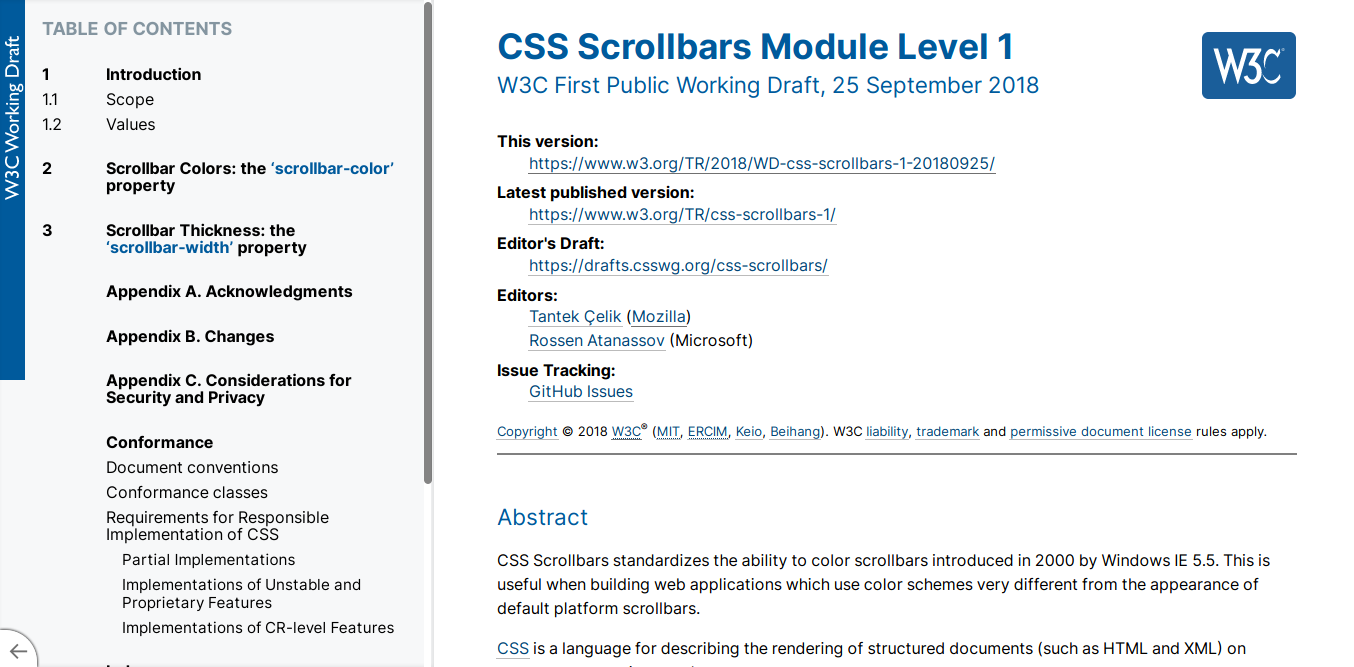 W3C Working Draft
TABLE OF CONTENTS
1 Introduction
1.1 Scope
1.2 Values
2 Scrollbar Colors: the ‘scrollbar-color’
property
3 Scrollbar Thickness: the
‘scrollbar-width’ property
Appendix A. Acknowledgments
Appendix B. Changes
Appendix C. Considerations for
Security and Privacy
Conformance
Document conventions
Conformance classes
Requirements for Responsible
Implementation of CSS
Partial Implementations
Implementations of Unstable and
Proprietary Features
Implementations of CR-level Features
CSS Scrollbars Module Level 1
W3C First Public Working Draft, 25 September 2018
W3C
This version:
https://www.w3.org/TR/2018/WD-css-scrollbars-1-20180925/
Latest published version:
https://www.w3.org/TR/css-scrollbars-1/
Editor's Draft:
https://drafts.csswg.org/css-scrollbars/
Editors:
Tantek Çelik (Mozilla)
Rossen Atanassov (Microsoft)
Issue Tracking:
GitHub Issues
Copyright © 2018 W3C® (MIT, ERCIM, Keio, Beihang). W3C liability, trademark and permissive document license rules apply.
Abstract
CSS Scrollbars standardizes the ability to color scrollbars introduced in 2000 by Windows IE 5.5. This is
useful when building web applications which use color schemes very different from the appearance of
default platform scrollbars.
CSS is a language for describing the rendering of structured documents (such as HTML and XML) on